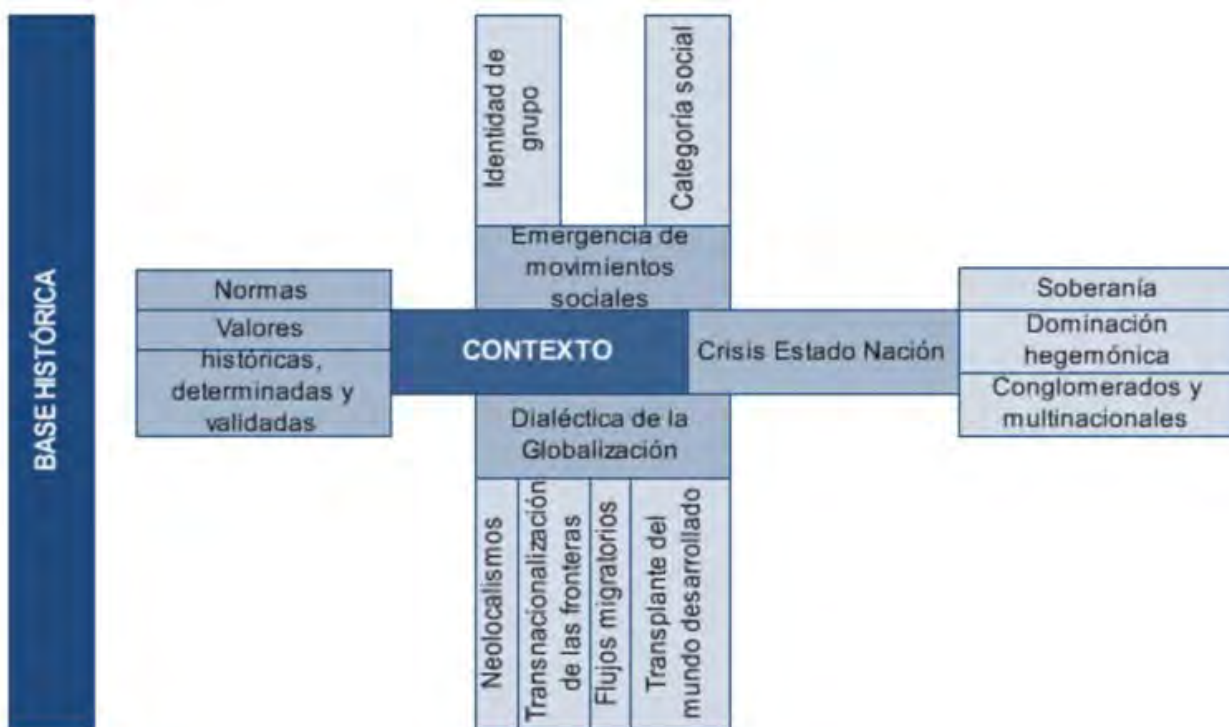 BASE HISTÓRICA
Identidad de
grupo
Categoría social
Emergencia de
movimientos
sociales
Normas
Valores
históricas,
determinadas y
validadas
CONTEXTO
Crisis Estado Nación
Soberanía
Dominación
hegemónica
Conglomerados y
multinacionales
Dialéctica de la
Globalización
Neolocalismos
Transnacionalización
de las fronteras
Flujos migratorios
Transplante del
mundo desarrollado